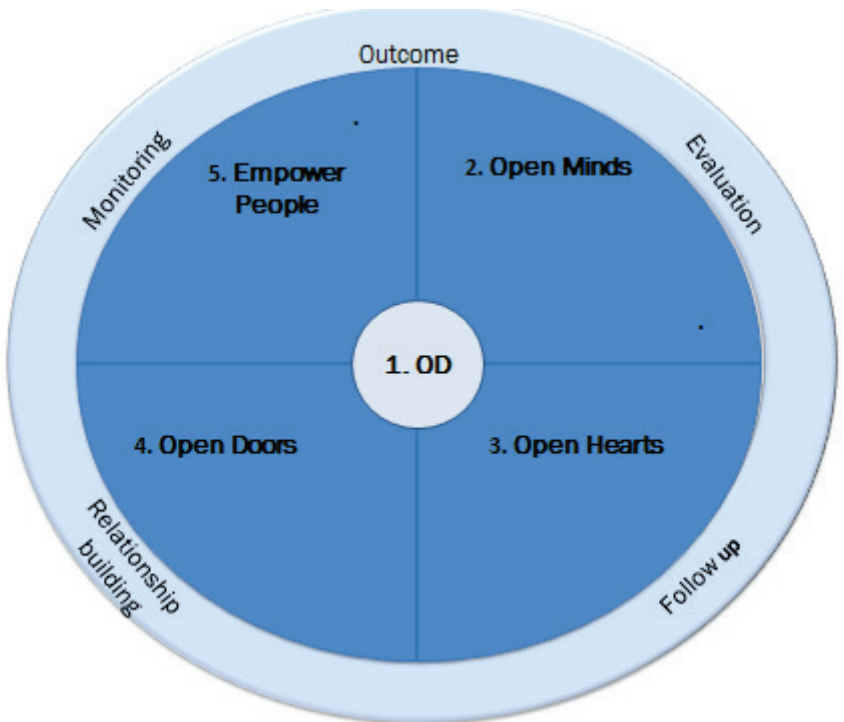 Outcome
Monitoring
Evaluation
5. Empower
People
2. Open Minds
1. OD
4. Open Doors
3. Open Hearts
Relationship
building
Follow up